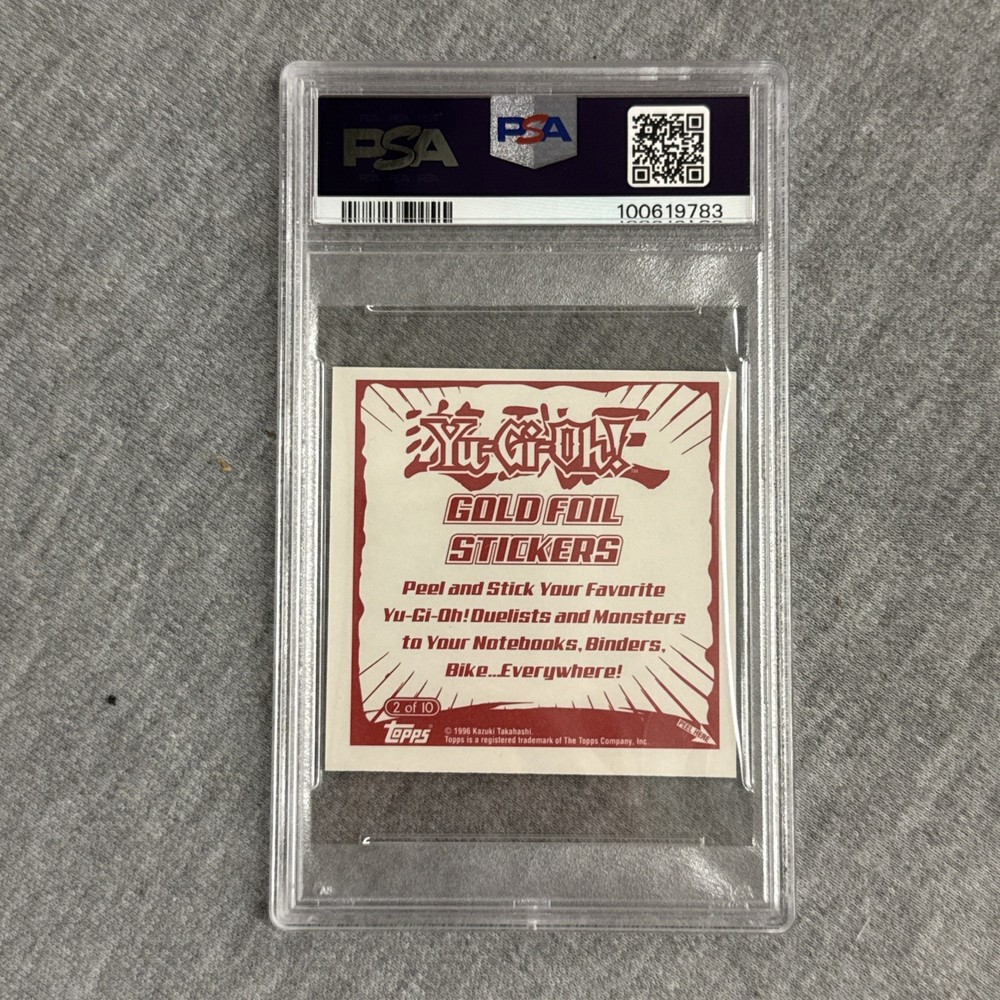 PSA
PSA
100619783
Yu-Gi-Oh!
GOLD FOIL
STICKERS
Peel and Stick Your Favorite
Yu-Gi-Oh! Duelists and Monsters
to Your Notebooks, Binders,
Bike...Everywhere!
2 of 10
topps
© 1996 Kazuki Takahashi.
Topps is a registered trademark of The Topps Company, Inc.
PEEL HERE